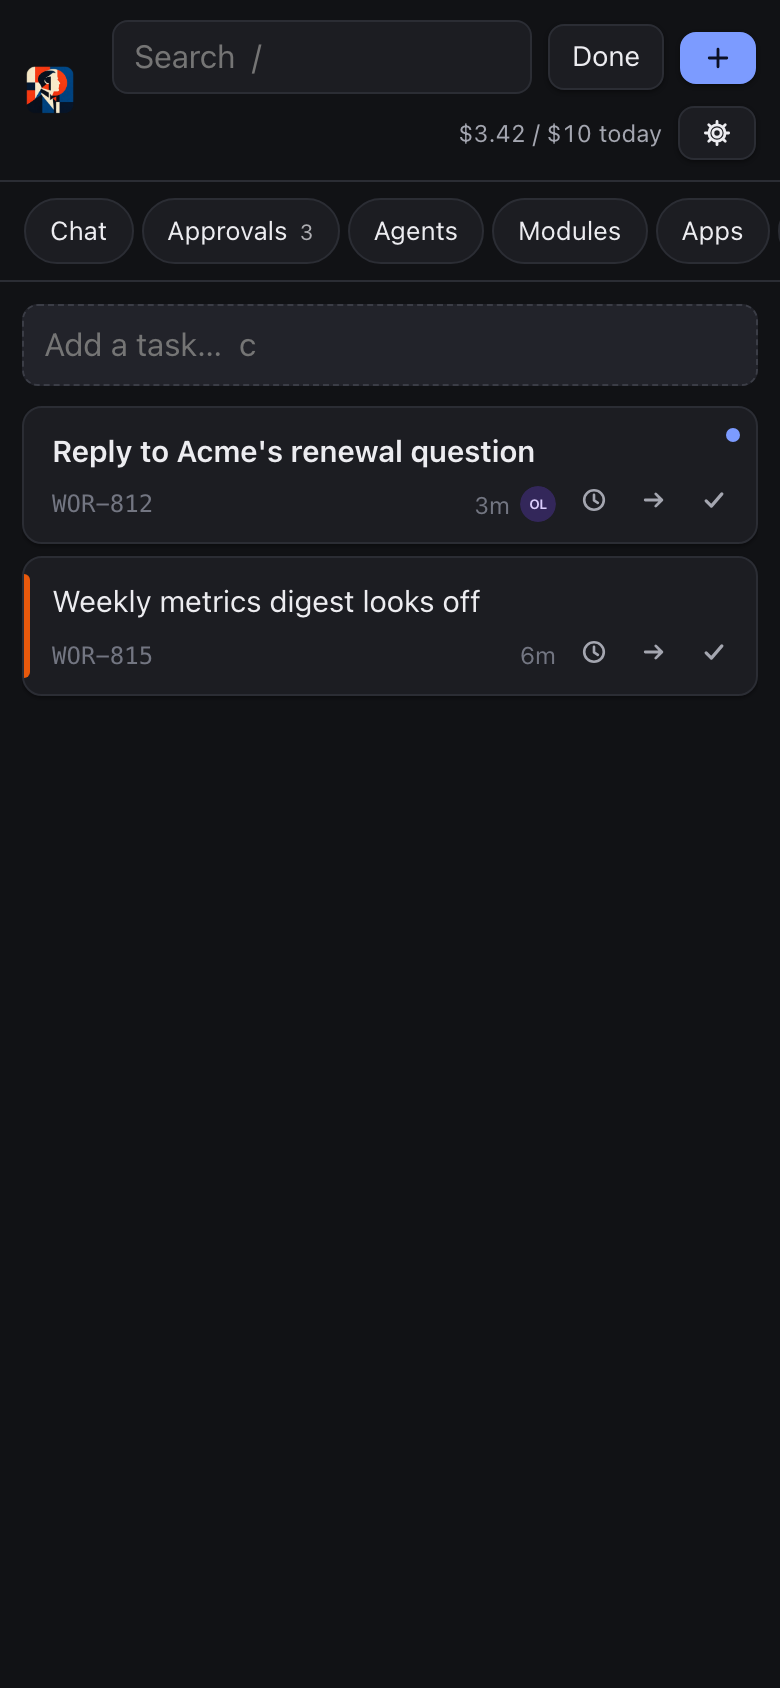 Search /
Done
+
$3.42 / $10 today
Chat
Approvals 3
Agents
Modules
Apps
Add a task... c
Reply to Acme's renewal question
WOR-812
3m
OL
Weekly metrics digest looks off
WOR-815
6m